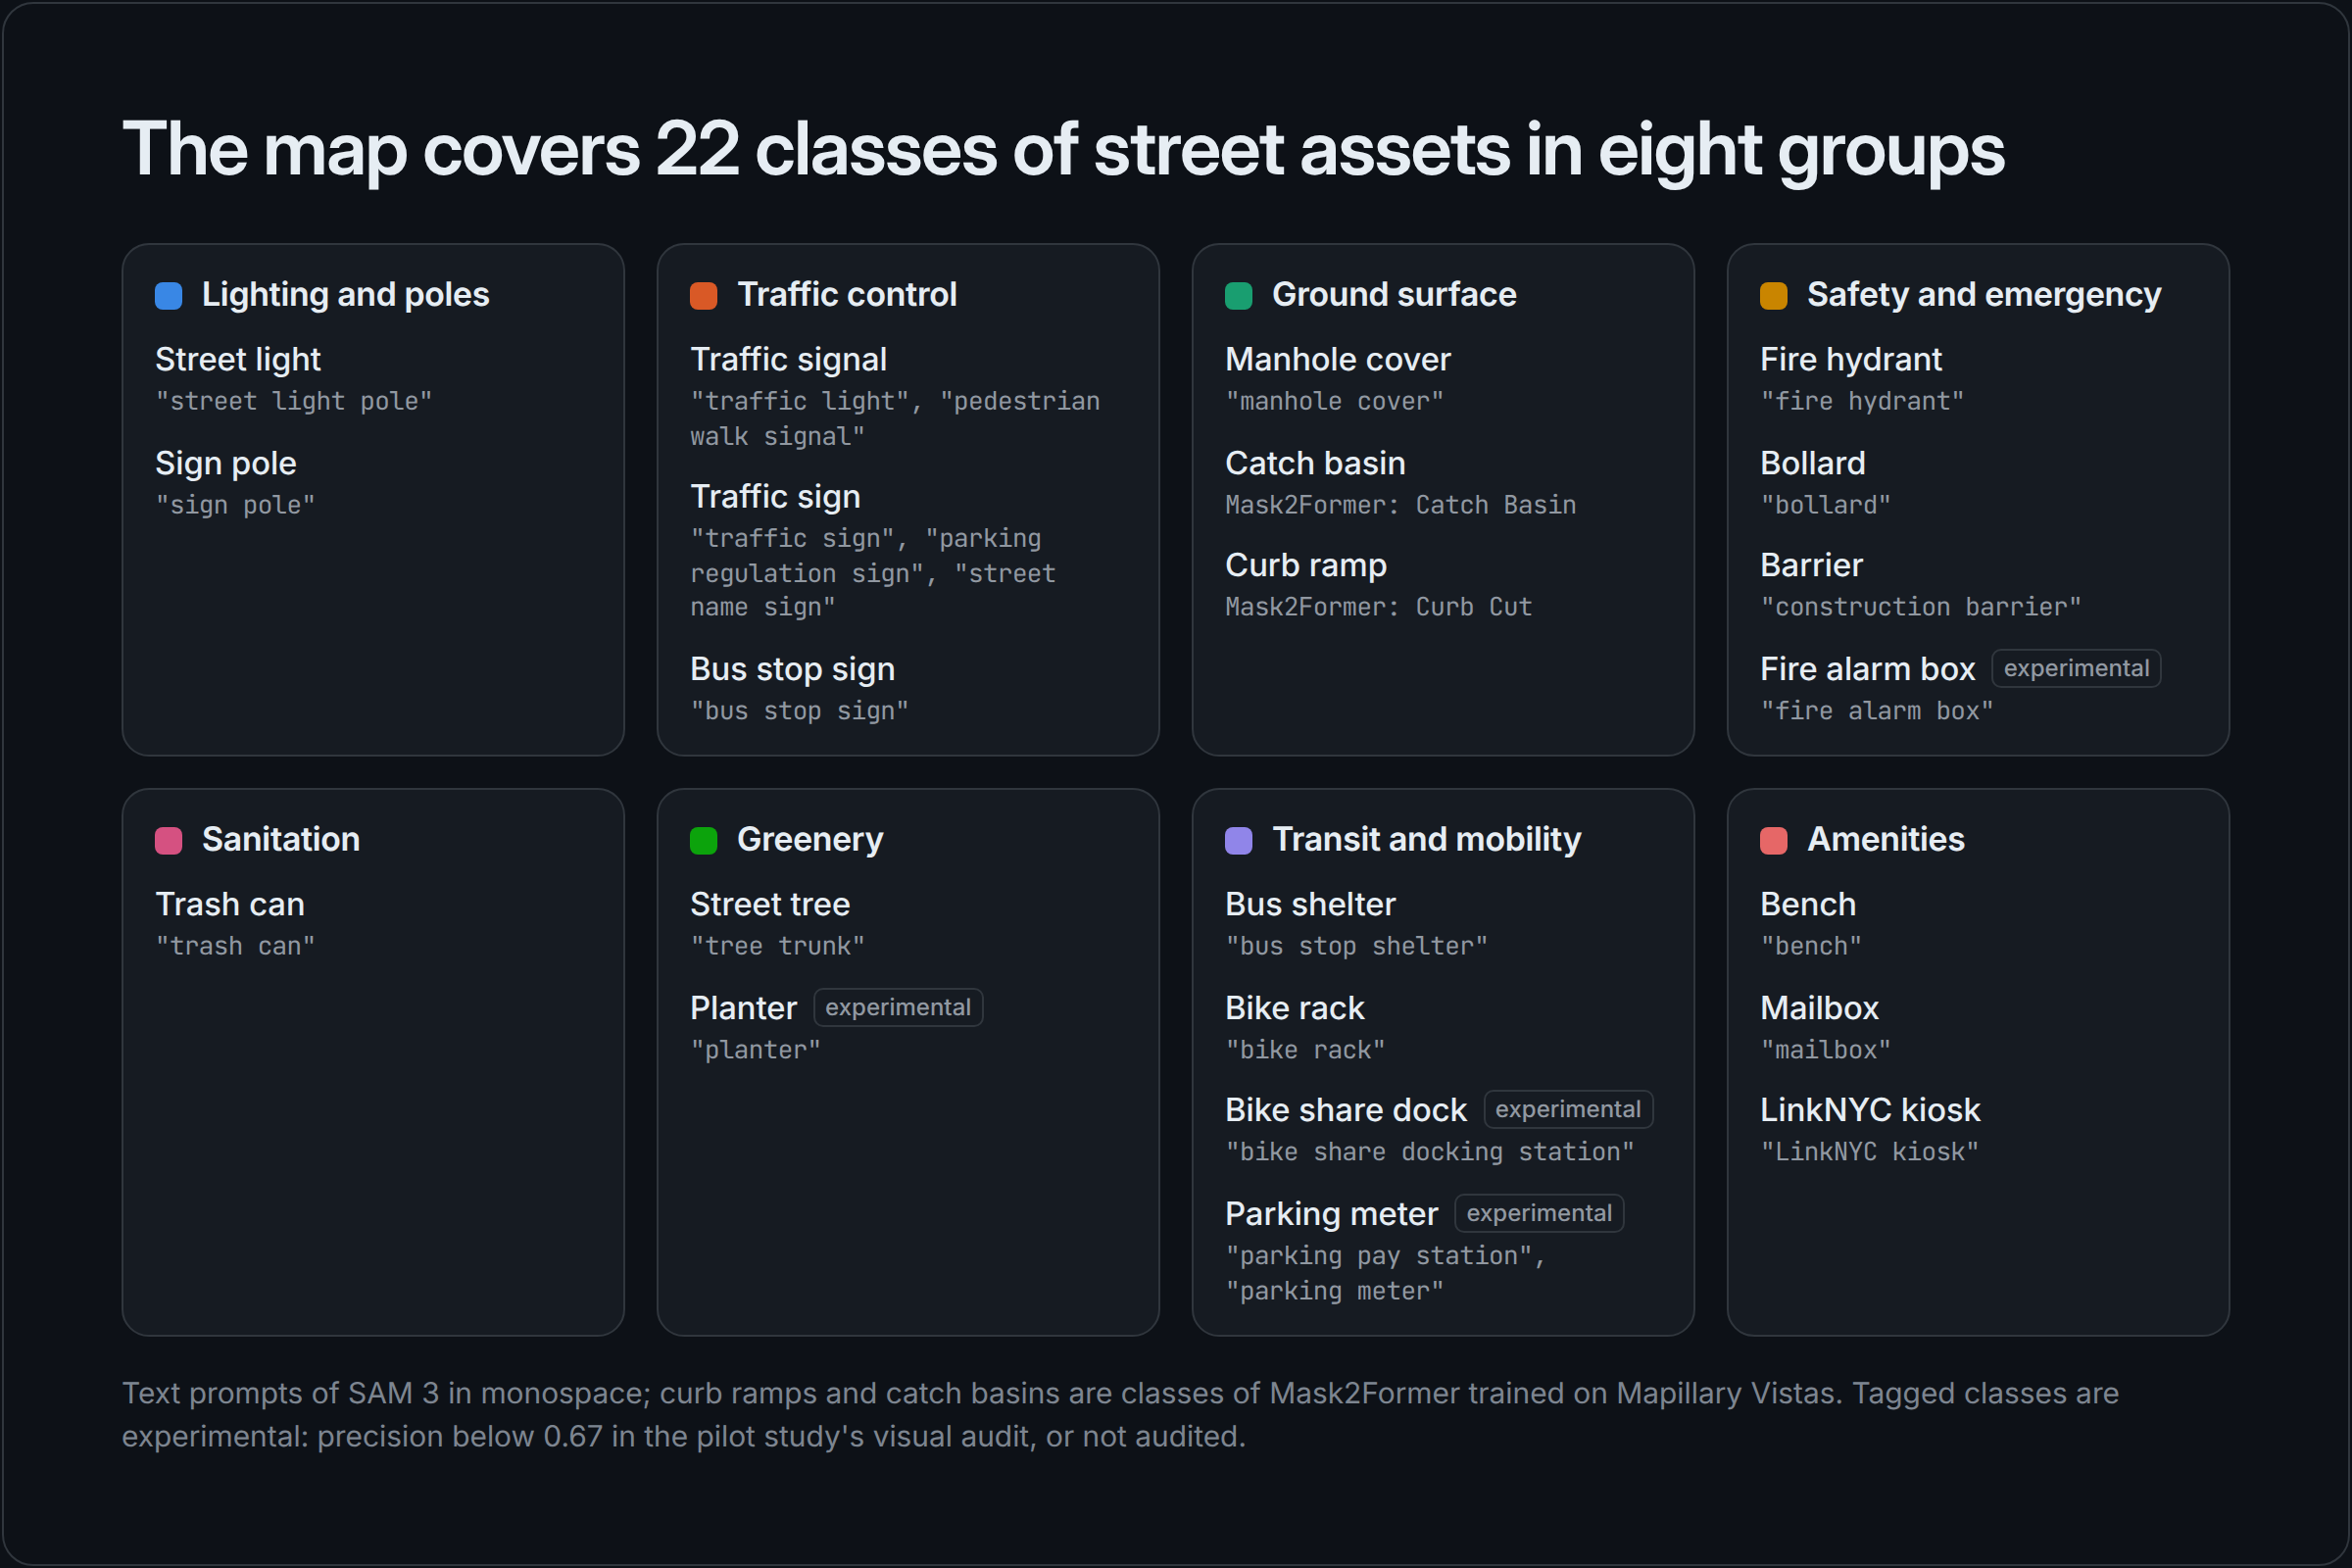 The map covers 22 classes of street assets in eight groups
Lighting and poles
Street light
"street light pole"
Sign pole
"sign pole"
Traffic control
Traffic signal
"traffic light", "pedestrian
walk signal"
Traffic sign
"traffic sign", "parking
regulation sign", "street
name sign"
Bus stop sign
"bus stop sign"
Ground surface
Manhole cover
"manhole cover"
Catch basin
Mask2Former: Catch Basin
Curb ramp
Mask2Former: Curb Cut
Safety and emergency
Fire hydrant
"fire hydrant"
Bollard
"bollard"
Barrier
"construction barrier"
Fire alarm box experimental
"fire alarm box"
Sanitation
Trash can
"trash can"
Greenery
Street tree
"tree trunk"
Planter experimental
"planter"
Transit and mobility
Bus shelter
"bus stop shelter"
Bike rack
"bike rack"
Bike share dock experimental
"bike share docking station"
Parking meter experimental
"parking pay station",
"parking meter"
Amenities
Bench
"bench"
Mailbox
"mailbox"
LinkNYC kiosk
"LinkNYC kiosk"
Text prompts of SAM 3 in monospace; curb ramps and catch basins are classes of Mask2Former trained on Mapillary Vistas. Tagged classes are
experimental: precision below 0.67 in the pilot study's visual audit, or not audited.